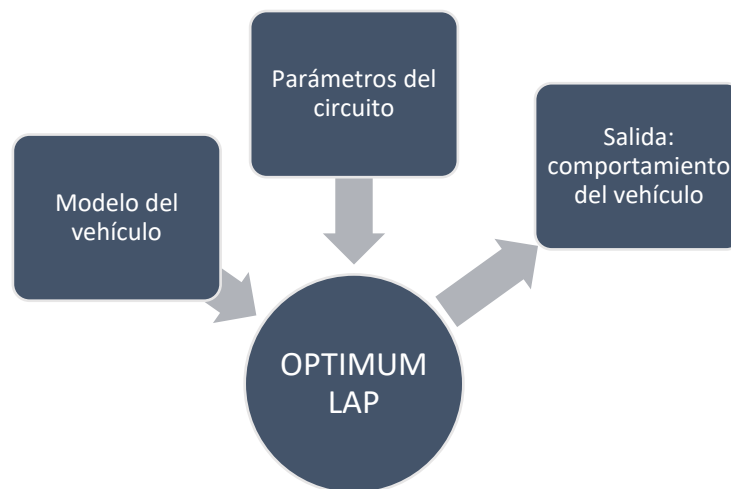 Parámetros del
circuito
Salida:
comportamiento
del vehículo
Modelo del
vehículo
OPTIMUM
LAP